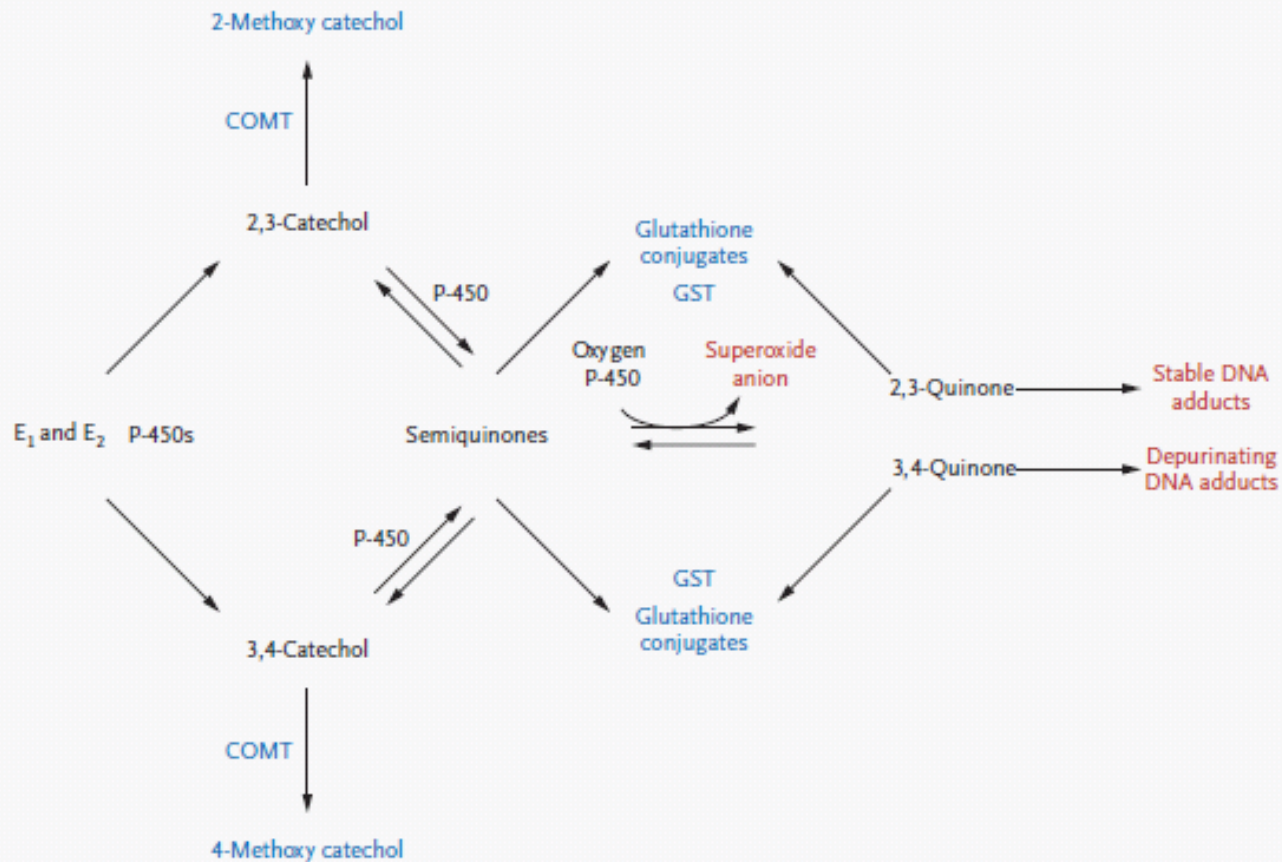 2-Methoxy catechol
COMT
2,3-Catechol
Glutathione
conjugates
GST
P-450
Oxygen
P-450
Superoxide
anion
2,3-Quinone
Stable DNA
adducts
E₁ and E₂ P-450s
Semiquinones
3,4-Quinone
Depurinating
DNA adducts
P-450
GST
Glutathione
conjugates
3,4-Catechol
COMT
4-Methoxy catechol